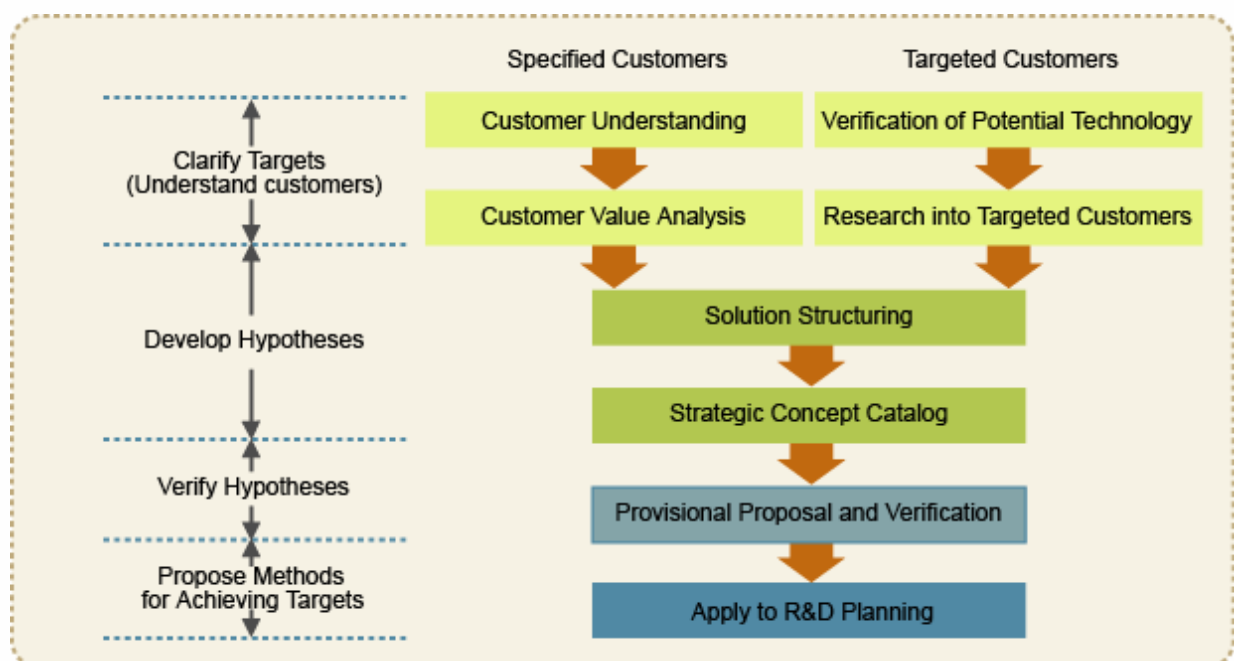 Specified Customers
Targeted Customers
Clarify Targets
(Understand customers)
Customer Understanding
Verification of Potential Technology
Customer Value Analysis
Research into Targeted Customers
Develop Hypotheses
Solution Structuring
Strategic Concept Catalog
Verify Hypotheses
Provisional Proposal and Verification
Propose Methods
for Achieving Targets
Apply to R&D Planning